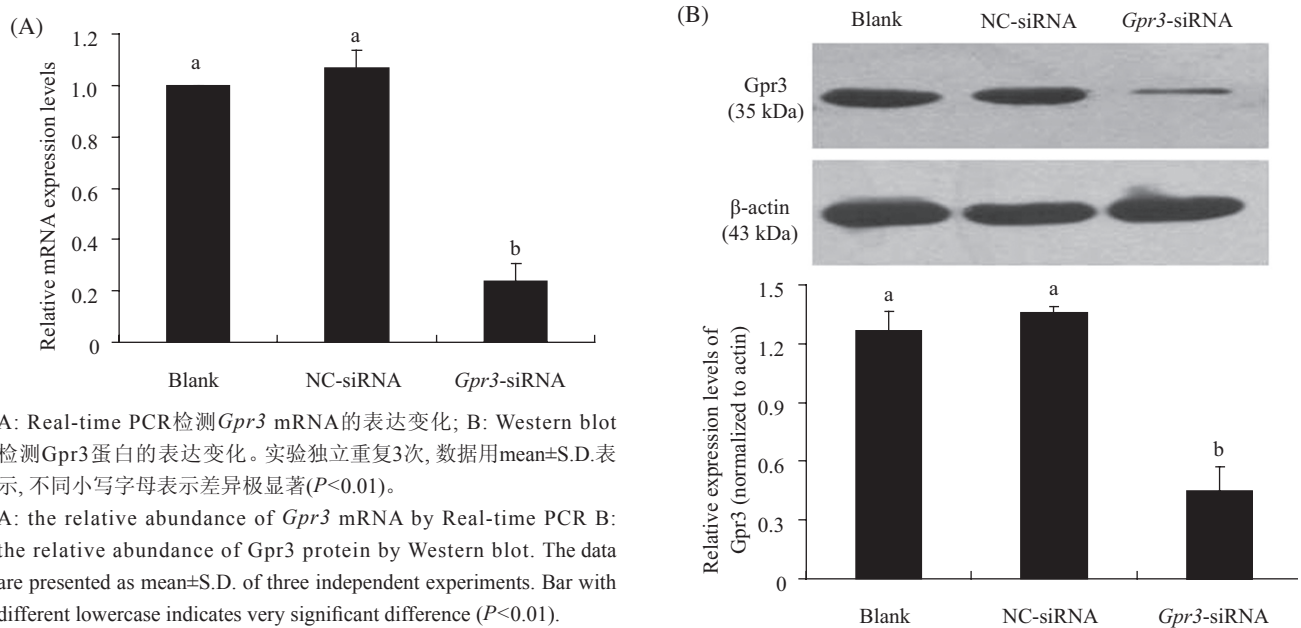 (A)
1.2
1.0
0.8
0.6
0.4
0.2
0
Relative mRNA expression levels
a
a
b
Blank
NC-siRNA
Gpr3-siRNA
A: Real-time PCR检测Gpr3 mRNA的表达变化; B: Western blot
检测Gpr3蛋白的表达变化。实验独立重复3次, 数据用mean±S.D.表
示, 不同小写字母表示差异极显著(P<0.01)。
A: the relative abundance of Gpr3 mRNA by Real-time PCR B:
the relative abundance of Gpr3 protein by Western blot. The data
are presented as mean±S.D. of three independent experiments. Bar with
different lowercase indicates very significant difference (P<0.01).
(B)
Blank
NC-siRNA
Gpr3-siRNA
Gpr3
(35 kDa)
β-actin
(43 kDa)
1.5
1.2
0.9
0.6
0.3
0
Relative expression levels of
Gpr3 (normalized to actin)
a
a
b
Blank
NC-siRNA
Gpr3-siRNA